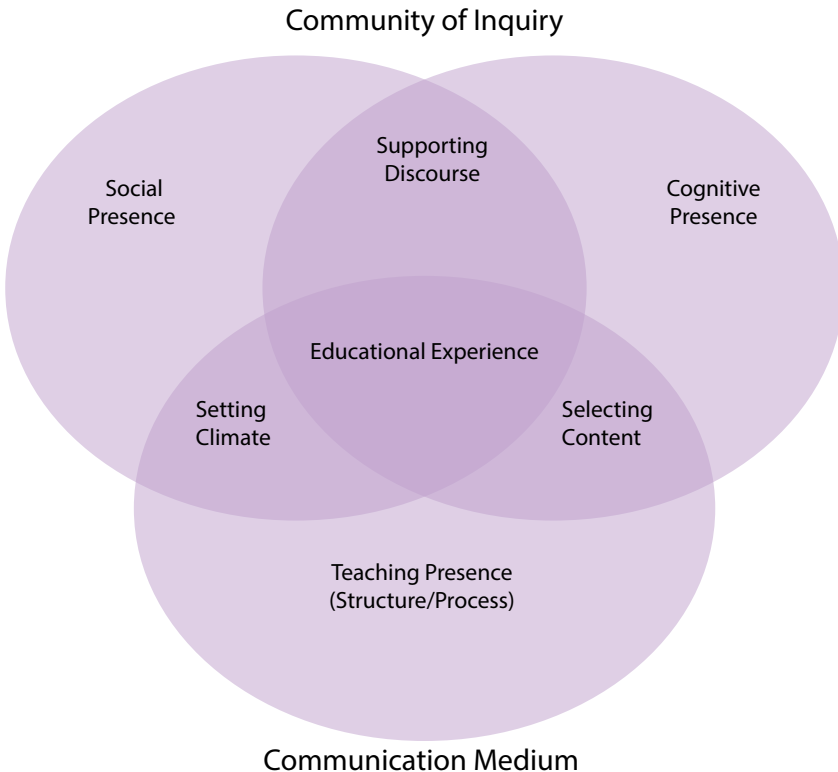 Community of Inquiry
Supporting
Discourse
Social
Presence
Cognitive
Presence
Educational Experience
Setting
Climate
Selecting
Content
Teaching Presence
(Structure/Process)
Communication Medium